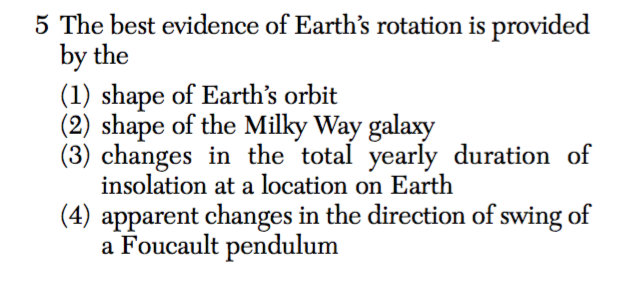 5 The best evidence of Earth's rotation is provided
by the
(1) shape of Earth's orbit
(2) shape of the Milky Way galaxy
(3) changes in the total yearly duration of
insolation at a location on Earth
(4) apparent changes in the direction of swing of
a Foucault pendulum